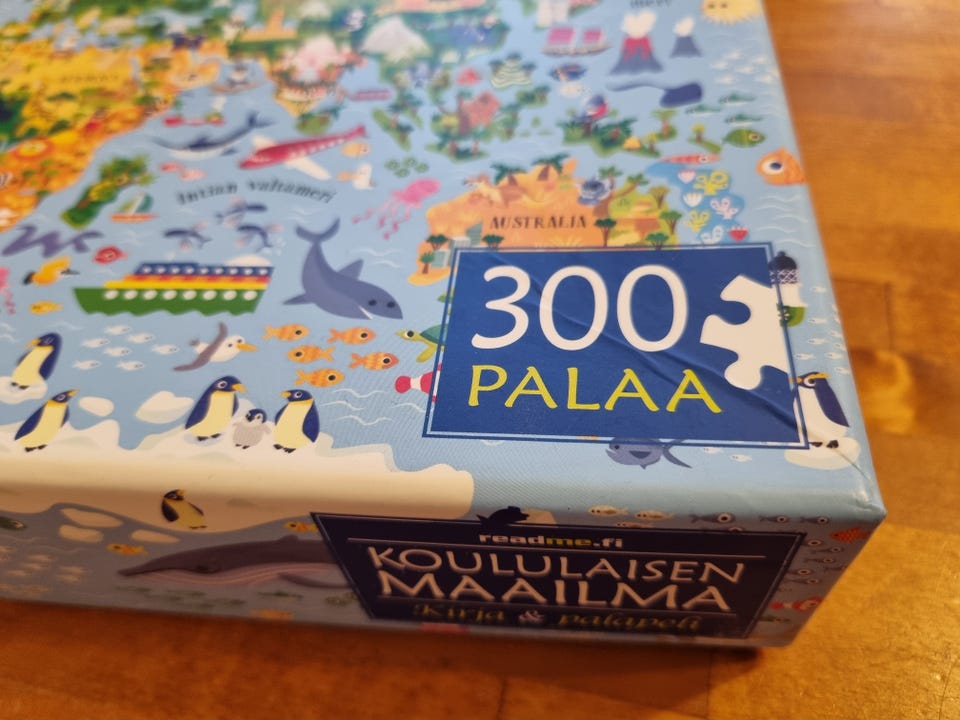 Intian valtameri
AUSTRALIA
300
PALAA
readme.fi
KOULULAISEN
MAAILMA
Kirja & palapeli